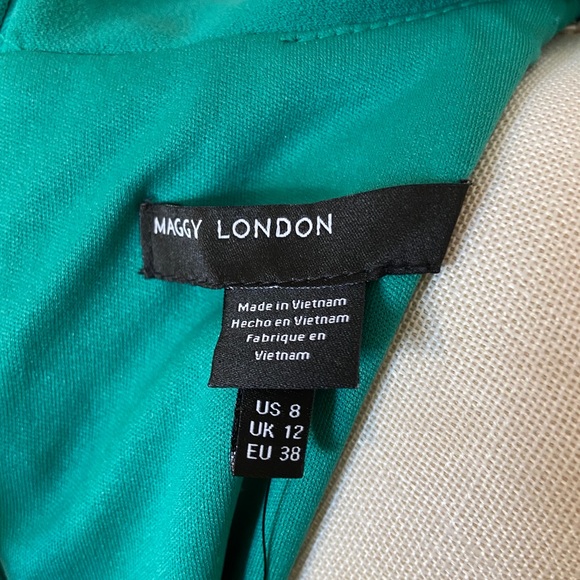 MAGGY LONDON
Made in Vietnam
Hecho en Vietnam
Fabrique en
Vietnam
US 8
UK 12
EU 38